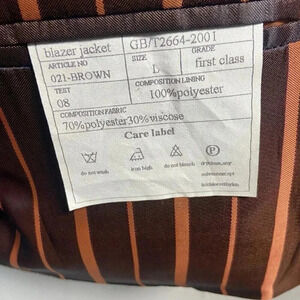 blazer jacket GB/T2664-2001
ARTICLE NO SIZE GRADE
021-BROWN L first class
TEST COMPOSITION LINING
08 100%polyester
COMPOSITION FABRIC
70%polyester30%viscose
Care label
P
do not wash iron high do not bleach